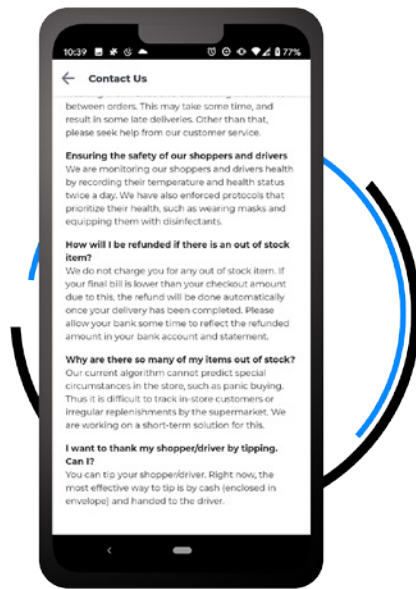 10:39
77%
Contact Us
between orders. This may take some time, and
result in some late deliveries. Other than that,
please seek help from our customer service.
Ensuring the safety of our shoppers and drivers
We are monitoring our shoppers and drivers health
by recording their temperature and health status
twice a day. We have also enforced protocols that
prioritize their health, such as wearing masks and
equipping them with disinfectants.
How will I be refunded if there is an out of stock
item?
We do not charge you for any out of stock item. If
your final bill is lower than your checkout amount
due to this, the refund will be done automatically
once your delivery has been completed. Please
allow your bank some time to reflect the refunded
amount in your bank account and statement.
Why are there so many of my items out of stock?
Our current algorithm cannot predict special
circumstances in the store, such as panic buying.
Thus it is difficult to track in-store customers or
irregular replenishments by the supermarket. We
are working on a short-term solution for this.
I want to thank my shopper/driver by tipping.
Can I?
You can tip your shopper/driver. Right now, the
most effective way to tip is by cash (enclosed in
envelope) and handed to the driver.